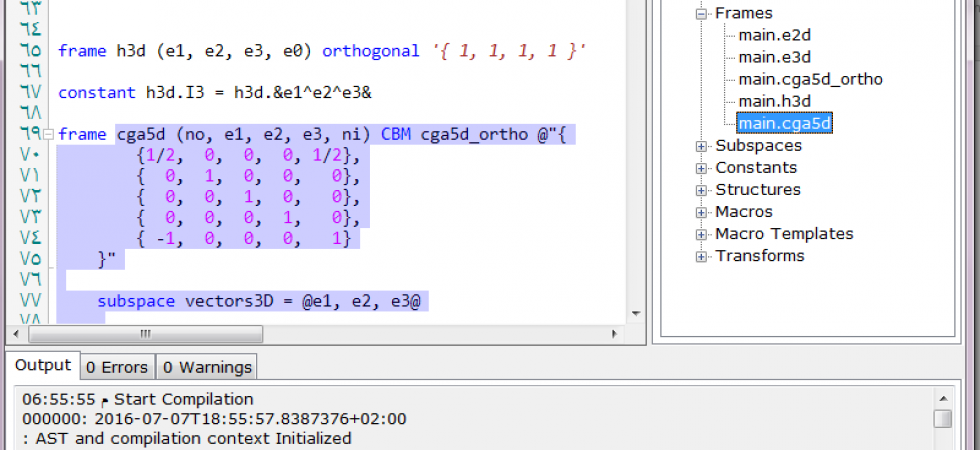 ٦٣
٦٤
٦٥ frame h3d (e1, e2, e3, e0) orthogonal '{ 1, 1, 1, 1 }'
٦٦
٦٧ constant h3d.I3 = h3d.&e1^e2^e3&
٦٨
٦٩ frame cga5d (no, e1, e2, e3, ni) CBM cga5d_ortho @"{
٧٠ {1/2, 0, 0, 0, 1/2},
٧١ { 0, 1, 0, 0, 0},
٧٢ { 0, 0, 1, 0, 0},
٧٣ { 0, 0, 0, 1, 0},
٧٤ { -1, 0, 0, 0, 1}
٧٥ }"
٧٦
٧٧ subspace vectors3D = @e1, e2, e3@
٧٨
Frames
main.e2d
main.e3d
main.cga5d_ortho
main.h3d
main.cga5d
Subspaces
Constants
Structures
Macros
Macro Templates
Transforms
Output
0 Errors
0 Warnings
06:55:55 م Start Compilation
000000: 2016-07-07T18:55:57.8387376+02:00
: AST and compilation context Initialized